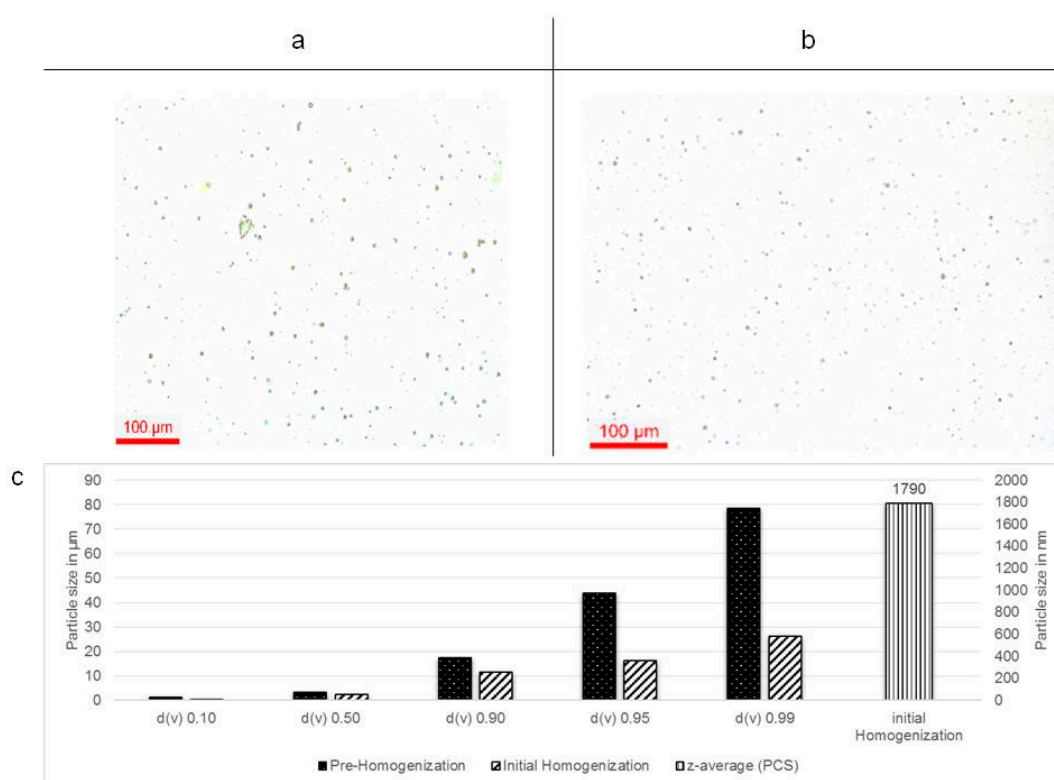 a
b
100 µm
100 µm
c
90
80
70
60
50
40
30
20
10
0
Particle size in µm
1790
2000
1800
1600
1400
1200
1000
800
600
400
200
0
Particle size in nm
d(v) 0.10
d(v) 0.50
d(v) 0.90
d(v) 0.95
d(v) 0.99
initial
Homogenization
Pre-Homogenization
Initial Homogenization
z-average (PCS)